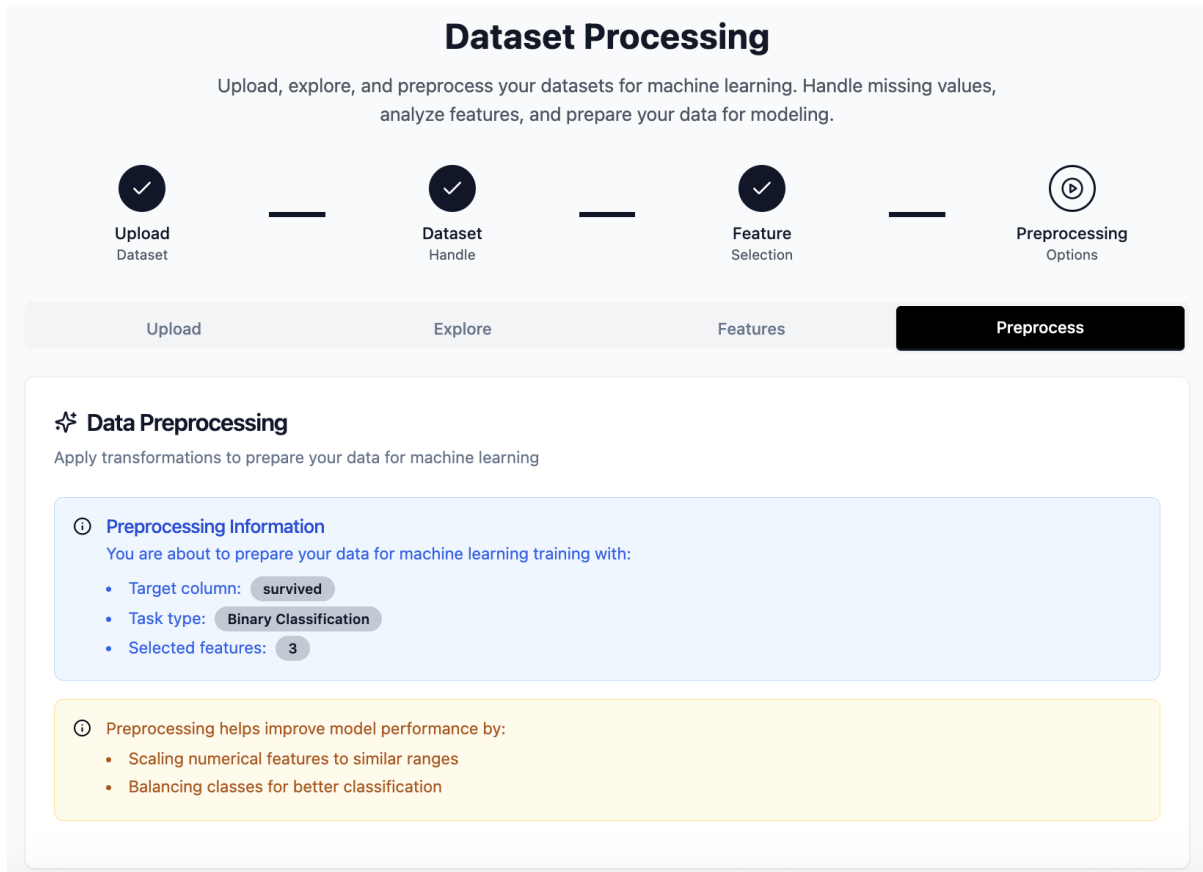 Dataset Processing
Upload, explore, and preprocess your datasets for machine learning. Handle missing values,
analyze features, and prepare your data for modeling.
Upload
Dataset
Dataset
Handle
Feature
Selection
Preprocessing
Options
Upload
Explore
Features
Preprocess
Data Preprocessing
Apply transformations to prepare your data for machine learning
Preprocessing Information
You are about to prepare your data for machine learning training with:
• Target column: survived
• Task type: Binary Classification
• Selected features: 3
Preprocessing helps improve model performance by:
• Scaling numerical features to similar ranges
• Balancing classes for better classification